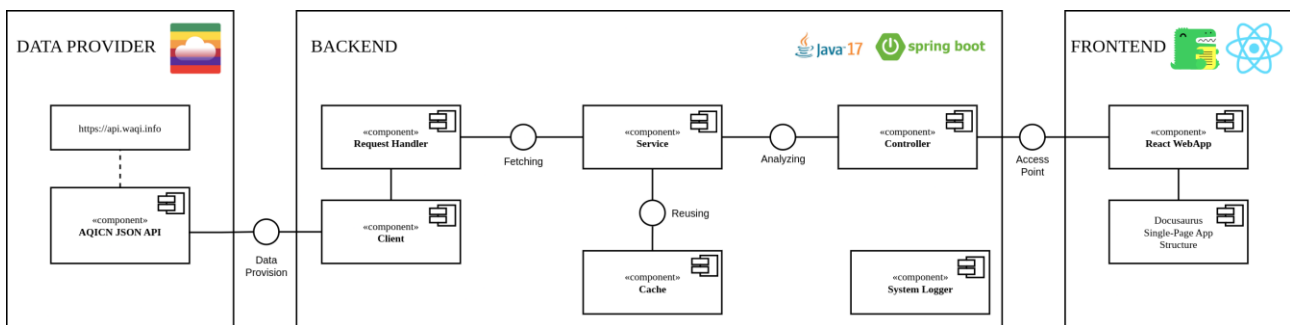 DATA PROVIDER
https://api.waqi.info
«component»
AQICN JSON API
Data
Provision
BACKEND
Java 17
spring boot
«component»
Request Handler
Fetching
«component»
Service
Analyzing
«component»
Controller
«component»
Client
Reusing
«component»
Cache
«component»
System Logger
Access
Point
FRONTEND
«component»
React WebApp
Docusaurus
Single-Page App
Structure